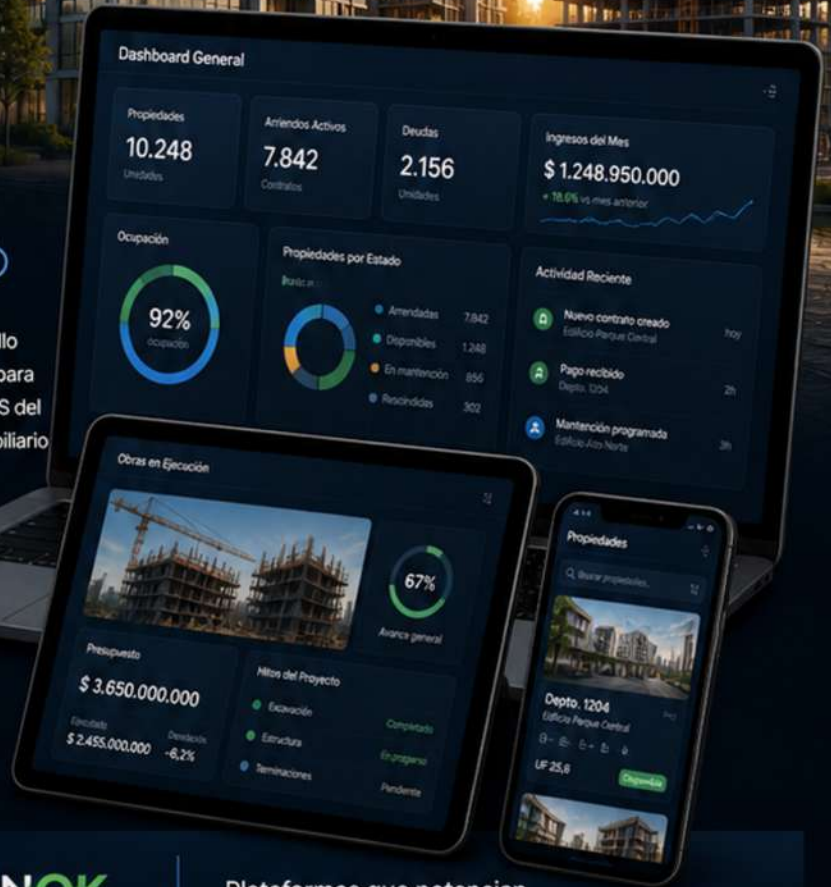 Dashboard General
Propiedades
10.248
Unidades
Arriendos Activos
7.842
Contratos
Deudas
2.156
Unidades
Ingresos del Mes
$ 1.248.950.000
+ 18.6% vs mes anterior
Ocupación
92%
ocupación
Propiedades por Estado
Arrendadas 7.842
Disponibles 1.248
En mantención 856
Rescindidas 302
Actividad Reciente
Nuevo contrato creado
Edificio Parque Central
hoy
Pago recibido
Depto. 1204
2h
Mantención programada
3h
llo
para
S del
biliario
Obras en Ejecución
67%
Avance general
Presupuesto
$ 3.650.000.000
Ejecutado
$ 2.455.000.000
-6,2%
Hitos del Proyecto
Excavación Completado
Estructura En progreso
Terminaciones Pendiente
Propiedades
Buscar propiedades.
Depto. 1204
Edificio Parque Central
UF 25,6
Disponible
NOK
Plataformas que potencian